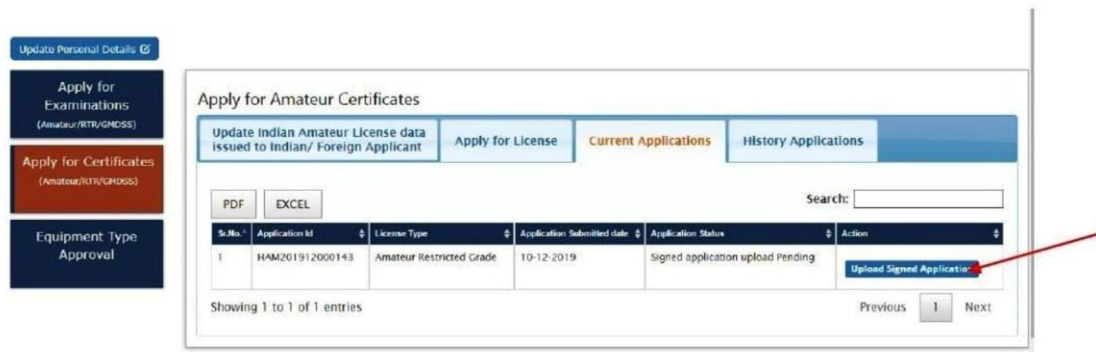 Update Personal Details
Apply for
Examinations
(Amateur/RTR/GMDSS)
Apply for Certificates
(Amateur/RTR/GMDSS)
Equipment Type
Approval
Apply for Amateur Certificates
Update Indian Amateur License data
issued to Indian/ Foreign Applicant
Apply for License
Current Applications
History Applications
PDF EXCEL Search:
Sr.No. Application Id License Type Application Submitted date Application Status Action
1 HAM201912000143 Amateur Restricted Grade 10-12-2019 Signed application upload Pending Upload Signed Application
Showing 1 to 1 of 1 entries Previous 1 Next